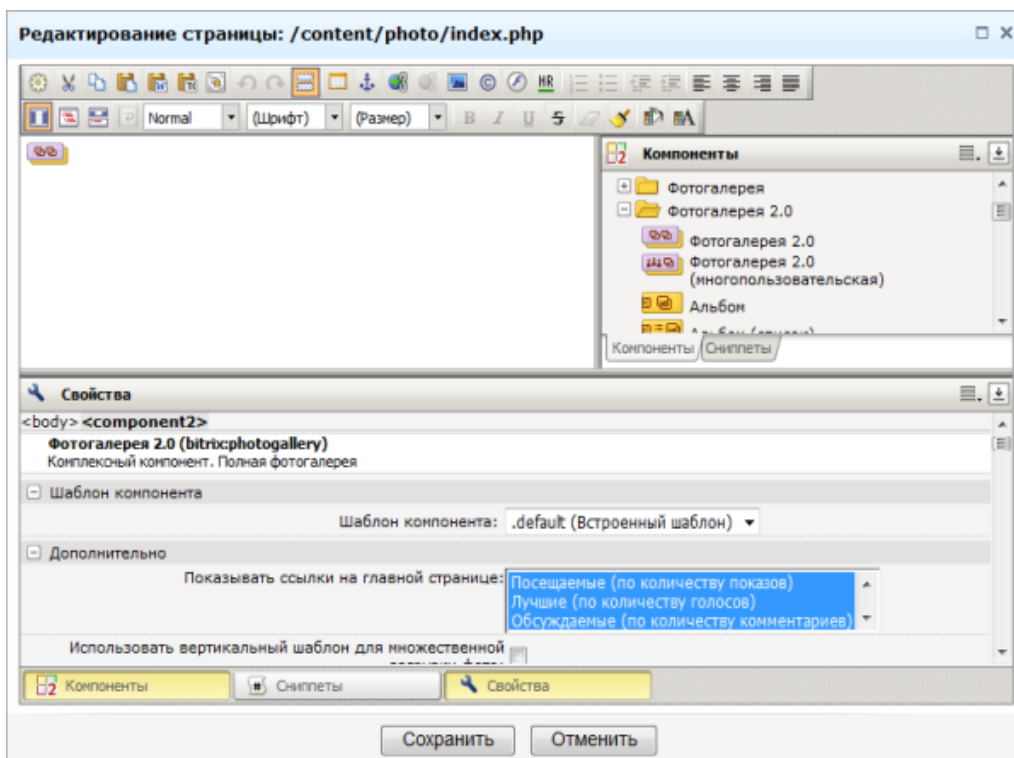 Редактирование страницы: /content/photo/index.php
HR
Normal (Шрифт) (Размер) B I U S
Компоненты
Фотогалерея
Фотогалерея 2.0
Фотогалерея 2.0
Фотогалерея 2.0
(многопользовательская)
Альбом
Компоненты Сниппеты
Свойства
<body> <component2>
Фотогалерея 2.0 (bitrix:photogallery)
Комплексный компонент. Полная фотогалерея
Шаблон компонента
Шаблон компонента: .default (Встроенный шаблон)
Дополнительно
Показывать ссылки на главной странице: Посещаемые (по количеству показов)
Лучшие (по количеству голосов)
Обсуждаемые (по количеству комментариев)
Использовать вертикальный шаблон для множественной
Компоненты Сниппеты Свойства
Сохранить Отменить